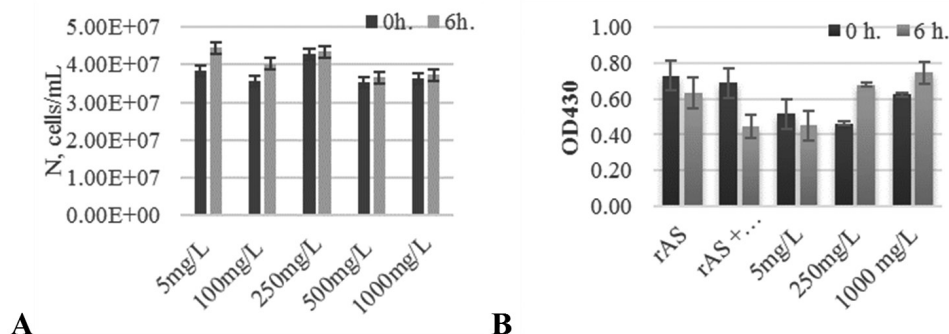 5.00E+07
4.00E+07
3.00E+07
2.00E+07
1.00E+07
0.00E+00
N, cells/mL
0h. 6h.
5mg/L
100mg/L
250mg/L
500mg/L
1000mg/L
A
1.00
0.80
0.60
0.40
0.20
0.00
OD430
0 h. 6 h.
rAS
rAS +...
5mg/L
250mg/L
1000 mg/L
B